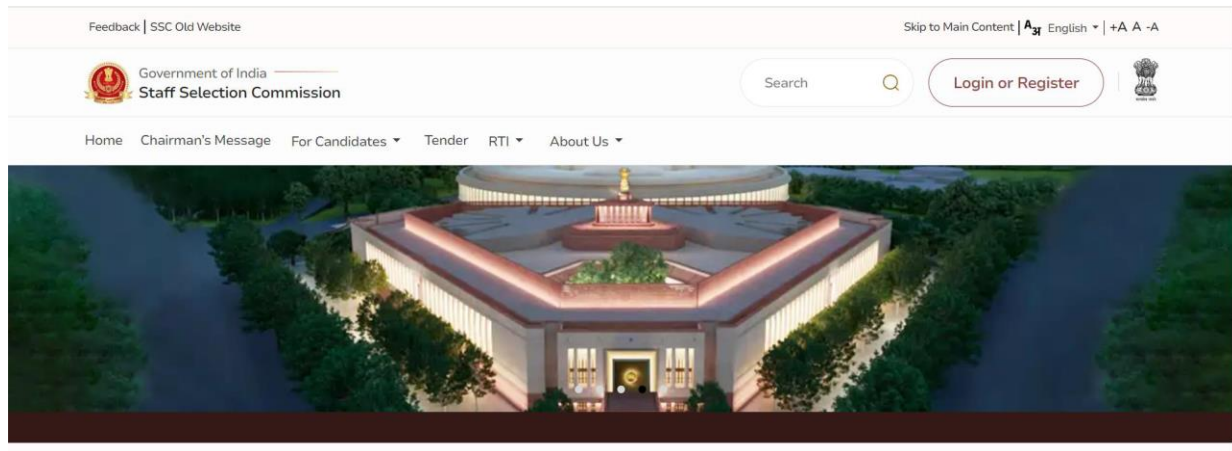 Feedback | SSC Old Website
Skip to Main Content | Aअ English | +A A -A
Government of India
Staff Selection Commission
Search
Login or Register
Home Chairman's Message For Candidates Tender RTI About Us